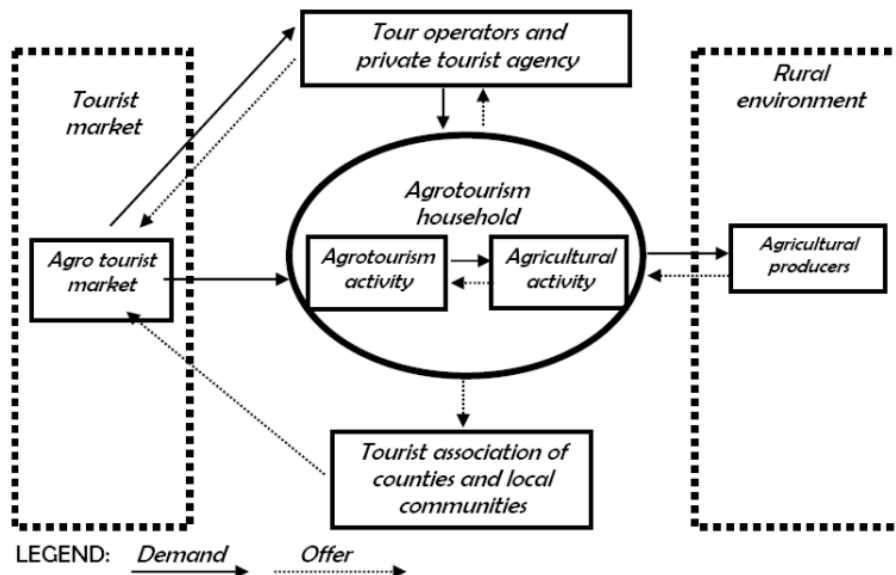 Tour operators and
private tourist agency
Tourist
market
Rural
environment
Agrotourism
household
Agro tourist
market
Agrotourism
activity
Agricultural
activity
Agricultural
producers
Tourist association of
counties and local
communities
LEGEND: Demand Offer